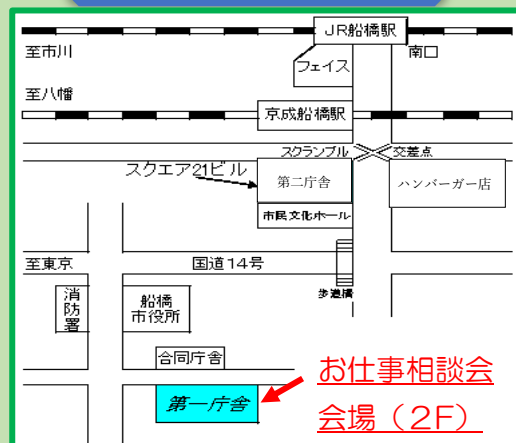 JR船橋駅
至市川
南口
フェイス
至八幡
京成船橋駅
スクランブル
交差点
スクエア21ビル
第二庁舎
ハンバーガー店
市民文化ホール
至東京
国道14号
歩道橋
消防署
船橋
市役所
合同庁舎
第一庁舎
お仕事相談会
会場（2F）